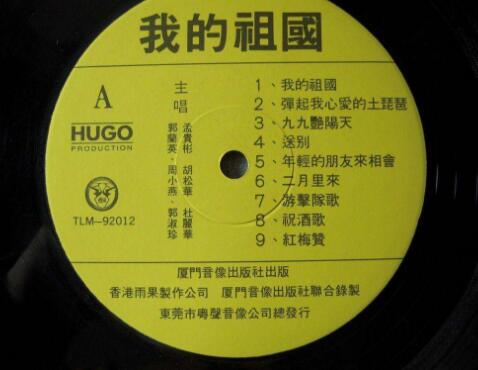 我的祖國
A
HUGO
PRODUCTION
TLM—92012
主唱
孟貴彬 胡松華 杜麗華
郭蘭英、周小燕、郭淑珍
1、我的祖國
2、彈起我心愛的土琵琶
3、九九艷陽天
4、送别
5、年輕的朋友來相會
6、二月里來
7、游擊隊歌
8、祝酒歌
9、紅梅贊
厦門音像出版社出版
香港雨果製作公司 厦門音像出版社聯合錄製
東莞市粵聲音像公司總發行